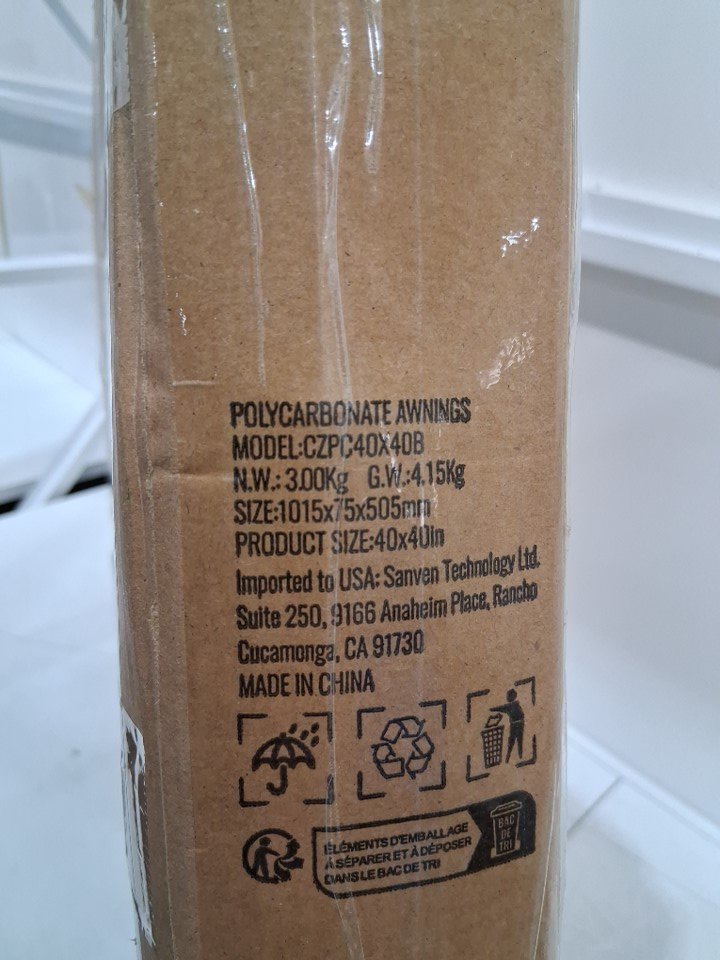 POLYCARBONATE AWNINGS
MODEL:CZPC40X40B
N.W.: 3.00Kg G.W.:4.15Kg
SIZE:1015x75x505mm
PRODUCT SIZE:40x40In
Imported to USA: Sanven Technology Ltd.
Suite 250, 9166 Anaheim Place, Rancho
Cucamonga, CA 91730
MADE IN CHINA
ÉLÉMENTS D'EMBALLAGE
À SÉPARER ET À DÉPOSER
DANS LE BAC DE TRI
BAC
DE
TRI